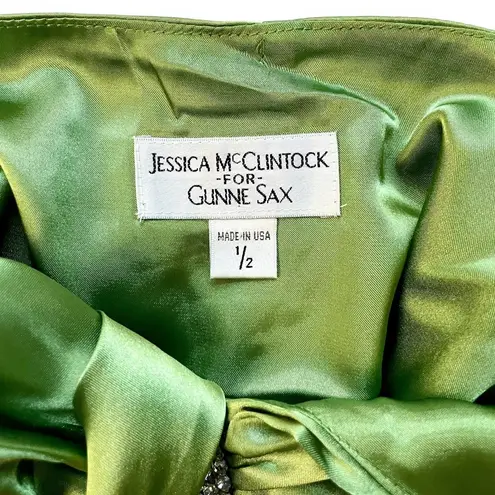 JESSICA McCLINTOCK
-FOR-
GUNNE SAX
MADE IN USA
1/2